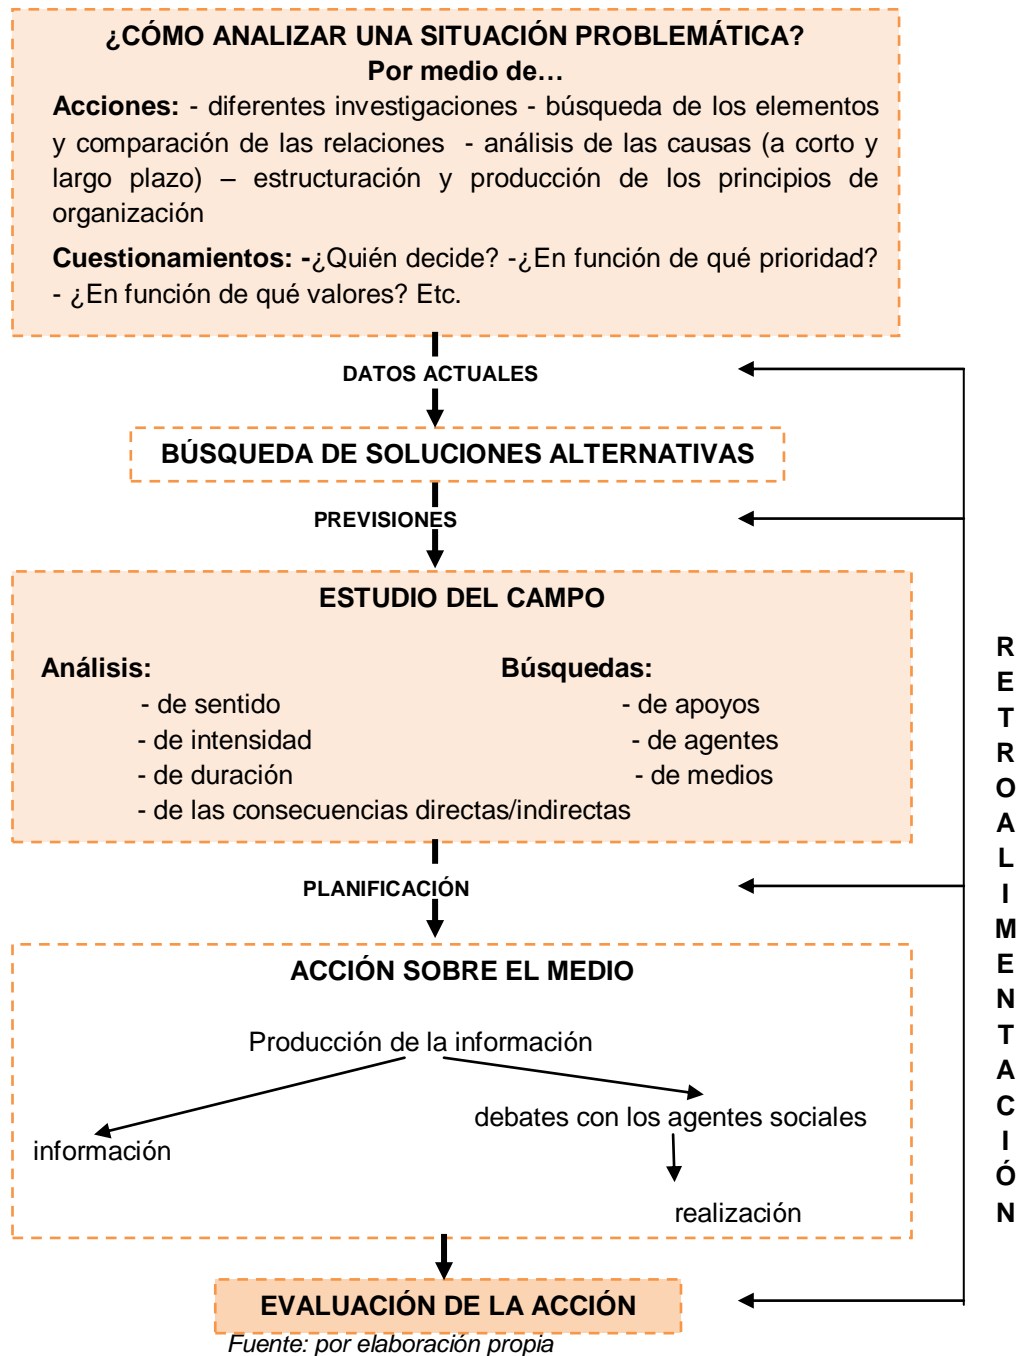 ¿CÓMO ANALIZAR UNA SITUACIÓN PROBLEMÁTICA?
Por medio de…
Acciones: - diferentes investigaciones - búsqueda de los elementos
y comparación de las relaciones - análisis de las causas (a corto y
largo plazo) – estructuración y producción de los principios de
organización
Cuestionamientos: -¿Quién decide? -¿En función de qué prioridad?
- ¿En función de qué valores? Etc.
DATOS ACTUALES
BÚSQUEDA DE SOLUCIONES ALTERNATIVAS
PREVISIONES
ESTUDIO DEL CAMPO
Análisis:
- de sentido
- de intensidad
- de duración
- de las consecuencias directas/indirectas
Búsquedas:
- de apoyos
- de agentes
- de medios
PLANIFICACIÓN
ACCIÓN SOBRE EL MEDIO
Producción de la información
información
debates con los agentes sociales
realización
EVALUACIÓN DE LA ACCIÓN
Fuente: por elaboración propia
R
E
T
R
O
A
L
I
M
E
N
T
A
C
I
Ó
N